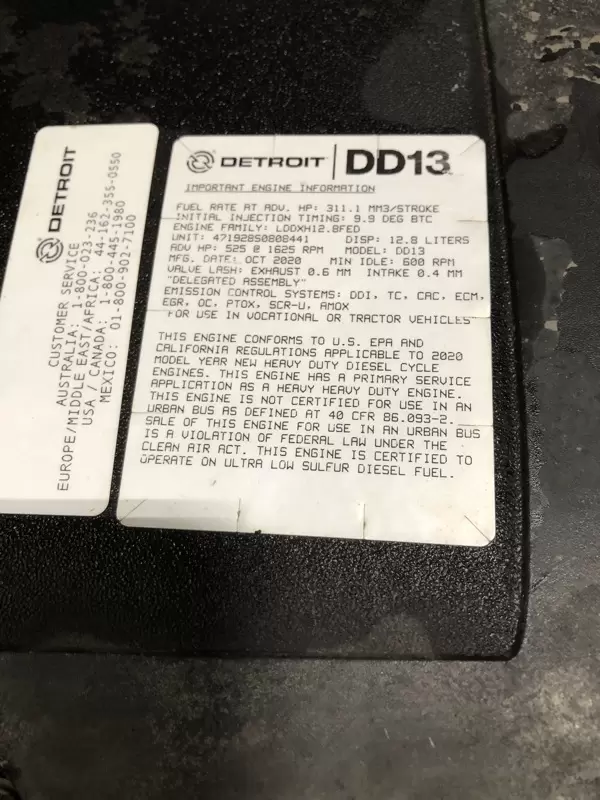 DETROIT
CUSTOMER SERVICE
AUSTRALIA: 1-800-023-236
EUROPE/MIDDLE EAST/AFRICA: 44-162-355-0550
USA / CANADA: 1-800-445-1980
MEXICO: 01-800-902-7100
DETROIT | DD13
IMPORTANT ENGINE INFORMATION
FUEL RATE AT ADV. HP: 311.1 MM3/STROKE
INITIAL INJECTION TIMING: 9.9 DEG BTC
ENGINE FAMILY: LDDXH12.8FED
UNIT: 471928S0808441 DISP: 12.8 LITERS
ADV HP: 525 @ 1625 RPM MODEL: DD13
MFG. DATE: OCT 2020 MIN IDLE: 600 RPM
VALVE LASH: EXHAUST 0.6 MM INTAKE 0.4 MM
"DELEGATED ASSEMBLY"
EMISSION CONTROL SYSTEMS: DDI, TC, CAC, ECM,
EGR, OC, PTOX, SCR-U, AMOX
FOR USE IN VOCATIONAL OR TRACTOR VEHICLES
THIS ENGINE CONFORMS TO U.S. EPA AND
CALIFORNIA REGULATIONS APPLICABLE TO 2020
MODEL YEAR NEW HEAVY DUTY DIESEL CYCLE
ENGINES. THIS ENGINE HAS A PRIMARY SERVICE
APPLICATION AS A HEAVY HEAVY DUTY ENGINE.
THIS ENGINE IS NOT CERTIFIED FOR USE IN AN
URBAN BUS AS DEFINED AT 40 CFR 86.093-2.
SALE OF THIS ENGINE FOR USE IN AN URBAN BUS
IS A VIOLATION OF FEDERAL LAW UNDER THE
CLEAN AIR ACT. THIS ENGINE IS CERTIFIED TO
OPERATE ON ULTRA LOW SULFUR DIESEL FUEL.